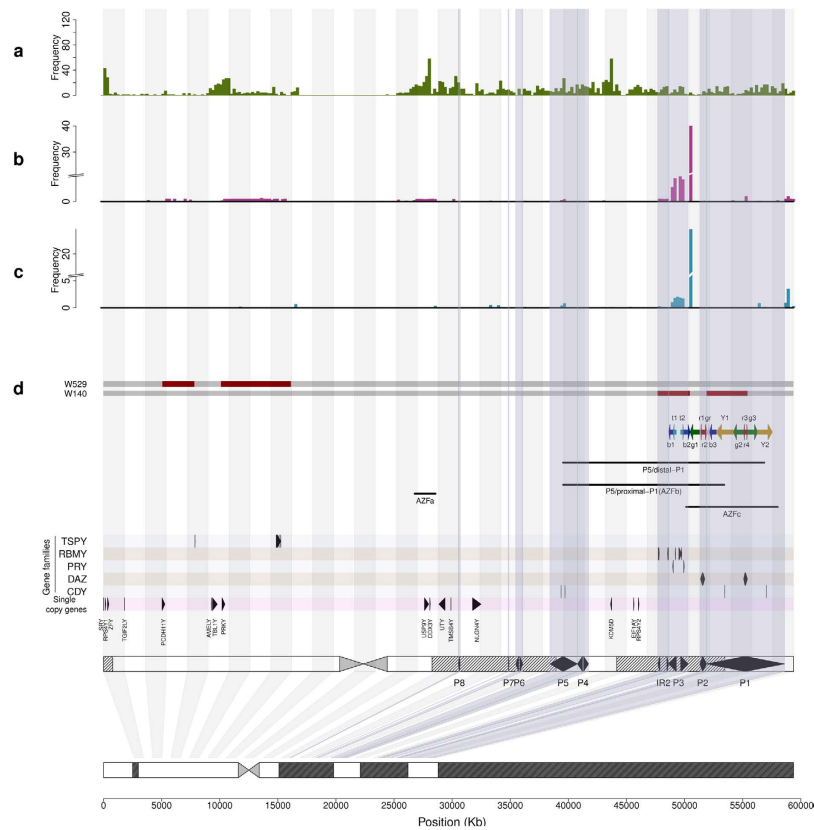 a
Frequency
0 40 80 120
b
Frequency
0 30 40
c
Frequency
0 5 20
d
W529
W140
t1 t2 r1 gr Y1 r3 g3
b1 b2 g1 r2 b3 g2 r4 Y2
P5/distal-P1
P5/proximal-P1(AZFb)
AZFa
AZFc
Gene families
TSPY
RBMY
PRY
DAZ
CDY
Single
copy genes
SRY
RPS4Y1
ZFY
TGIF2LY
PCDH11Y
AMELY
TBL1Y
PRKY
USP9Y
DDX3Y
UTY
TMSB4Y
NLGN4Y
KDM5D
EIF1AY
RPS4Y2
P8 P7 P6 P5 P4 IR2 P3 P2 P1
0 5000 10000 15000 20000 25000 30000 35000 40000 45000 50000 55000 60000
Position (Kb)